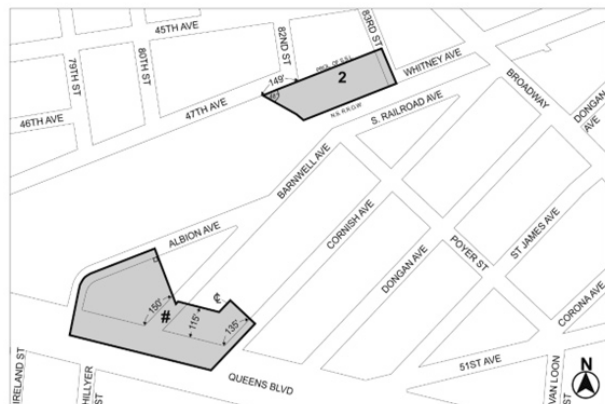 45TH AVE
79TH ST
80TH ST
82ND ST
83RD ST
149'
2
WHITNEY AVE
BROADWAY
DONGAN AVE
46TH AVE
47TH AVE
N.S. R.R.O.W.
S. RAILROAD AVE
BARNWELL AVE
CORNISH AVE
ALBION AVE
DONGAN AVE
POYER ST
ST JAMES AVE
CORONA AVE
150'
#
115'
135'
51ST AVE
QUEENS BLVD
IRELAND ST
HILLYER ST
VAN LOON ST
N